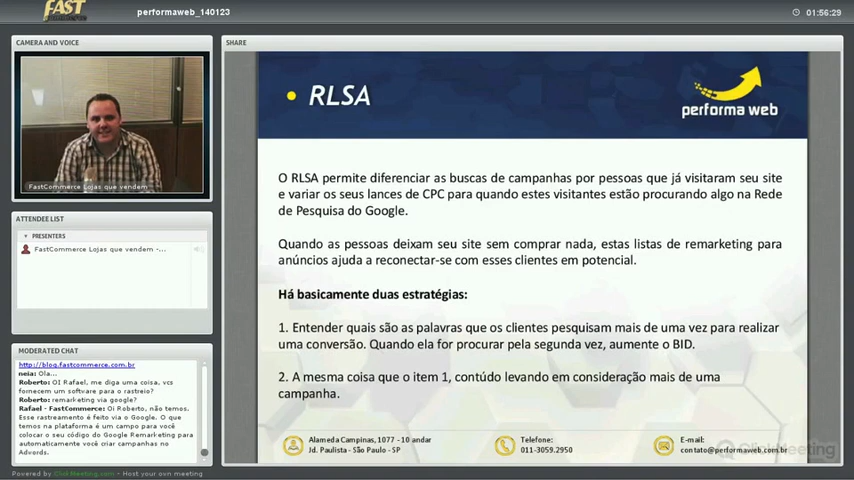 FAST
performaweb_140123
01:56:29
CAMERA AND VOICE
FastCommerce Lojas que vendem
ATTENDEE LIST
PRESENTERS
FastCommerce Lojas que vendem -...
MODERATED CHAT
http://blog.fastcommerce.com.br
neia: Ola...
Roberto: OI Rafael, me diga uma coisa, vcs
fornecem um software para o rastreio?
Roberto: remarketing via google?
Rafael - FastCommerce: Oi Roberto, não temos.
Esse rastreamento é feito via o Google. O que
temos na plataforma é um campo para você
colocar o seu código do Google Remarketing para
automaticamente você criar campanhas no
Adwords.
Powered by ClickMeeting.com - Host your own meeting
SHARE
• RLSA
performa web
O RLSA permite diferenciar as buscas de campanhas por pessoas que já visitaram seu site
e variar os seus lances de CPC para quando estes visitantes estão procurando algo na Rede
de Pesquisa do Google.
Quando as pessoas deixam seu site sem comprar nada, estas listas de remarketing para
anúncios ajuda a reconectar-se com esses clientes em potencial.
Há basicamente duas estratégias:
1. Entender quais são as palavras que os clientes pesquisam mais de uma vez para realizar
uma conversão. Quando ela for procurar pela segunda vez, aumente o BID.
2. A mesma coisa que o item 1, contúdo levando em consideração mais de uma
campanha.
Alameda Campinas, 1077 - 10 andar
Jd. Paulista - São Paulo - SP
Telefone:
011-3059.2950
E-mail:
contato@performaweb.com.br
ClickMeeting